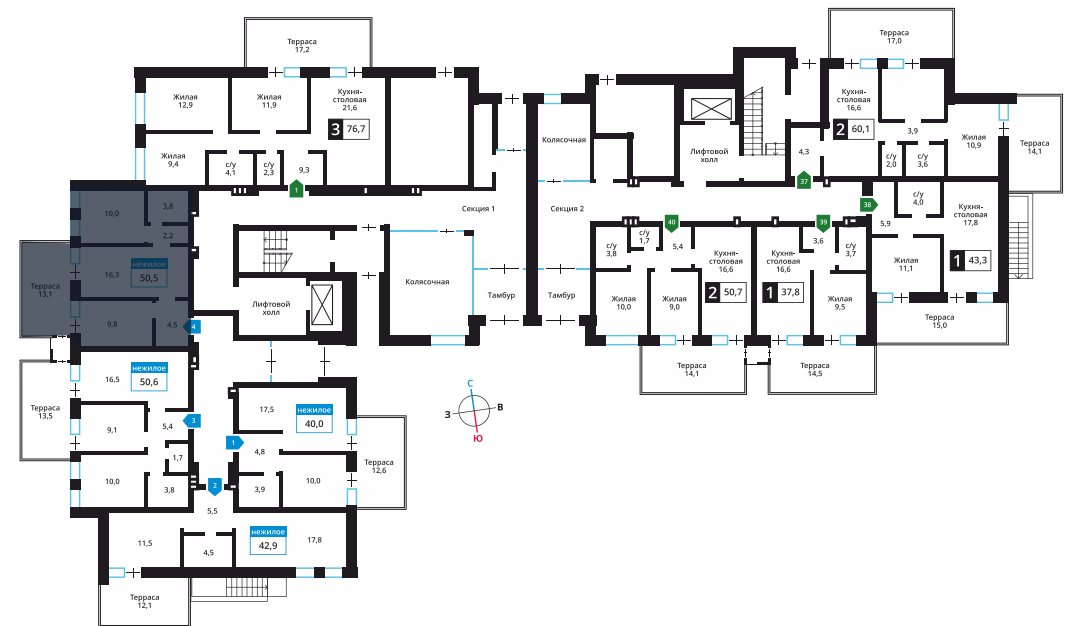 Терраса
17,2
Жилая
12,9
Жилая
11,9
Кухня-
столовая
21,6
3 76,7
Жилая
9,4
с/у
4,1
с/у
2,3
9,3
1
Секция 1
10,0
3,8
2,2
16,3
нежилое
50,5
Терраса
13,1
9,8
4,5
4
Лифтовой
холл
Колясочная
Тамбур
16,5
нежилое
50,6
Терраса
13,5
9,1
5,4
3
1,7
10,0
3,8
17,5
нежилое
40,0
1
4,8
3,9
10,0
Терраса
12,6
2
5,5
11,5
4,5
нежилое
42,9
17,8
Терраса
12,1
С
З
В
Ю
Колясочная
Секция 2
Тамбур
Лифтовой
холл
Терраса
17,0
Кухня-
столовая
16,6
2 60,1
4,3
3,9
с/у
2,0
с/у
3,6
Жилая
10,9
Терраса
14,1
37
38
39
40
с/у
4,0
5,9
Кухня-
столовая
17,8
1 43,3
Жилая
11,1
Терраса
15,0
с/у
3,8
с/у
1,7
5,4
Кухня-
столовая
16,6
2 50,7
Жилая
10,0
Жилая
9,0
Терраса
14,1
Кухня-
столовая
16,6
1 37,8
3,6
с/у
3,7
Жилая
9,5
Терраса
14,5